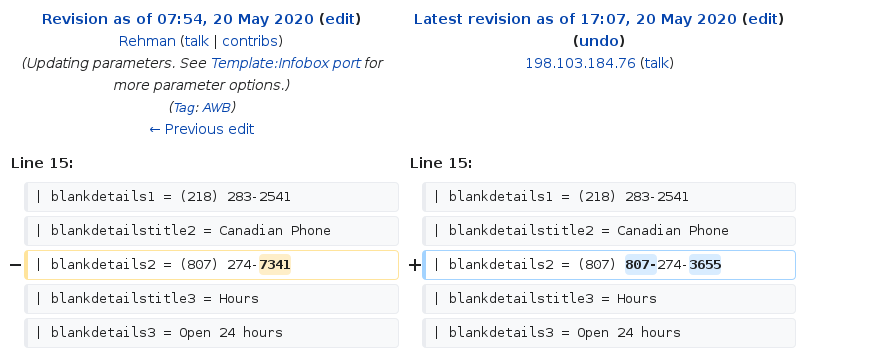 Revision as of 07:54, 20 May 2020 (edit)
Rehman (talk | contribs)
(Updating parameters. See Template:Infobox port for
more parameter options.)
(Tag: AWB)
← Previous edit
Latest revision as of 17:07, 20 May 2020 (edit)
(undo)
198.103.184.76 (talk)
Line 15:
Line 15:
| blankdetails1 = (218) 283-2541
| blankdetails1 = (218) 283-2541
| blankdetailstitle2 = Canadian Phone
| blankdetailstitle2 = Canadian Phone
− | blankdetails2 = (807) 274-7341
+ | blankdetails2 = (807) 807-274-3655
| blankdetailstitle3 = Hours
| blankdetailstitle3 = Hours
| blankdetails3 = Open 24 hours
| blankdetails3 = Open 24 hours